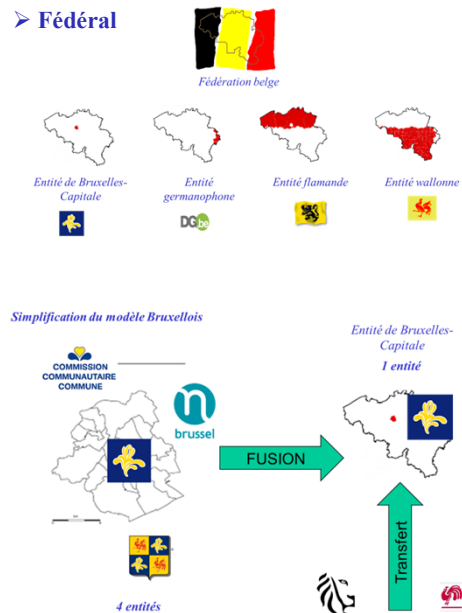 ➢ Fédéral
Fédération belge
Entité de Bruxelles-
Capitale
Entité
germanophone
Entité flamande
Entité wallonne
DG.be
Simplification du modèle Bruxellois
Entité de Bruxelles-
Capitale
1 entité
COMMISSION
COMMUNAUTAIRE
COMMUNE
n
brussel
FUSION
Transfert
4 entités